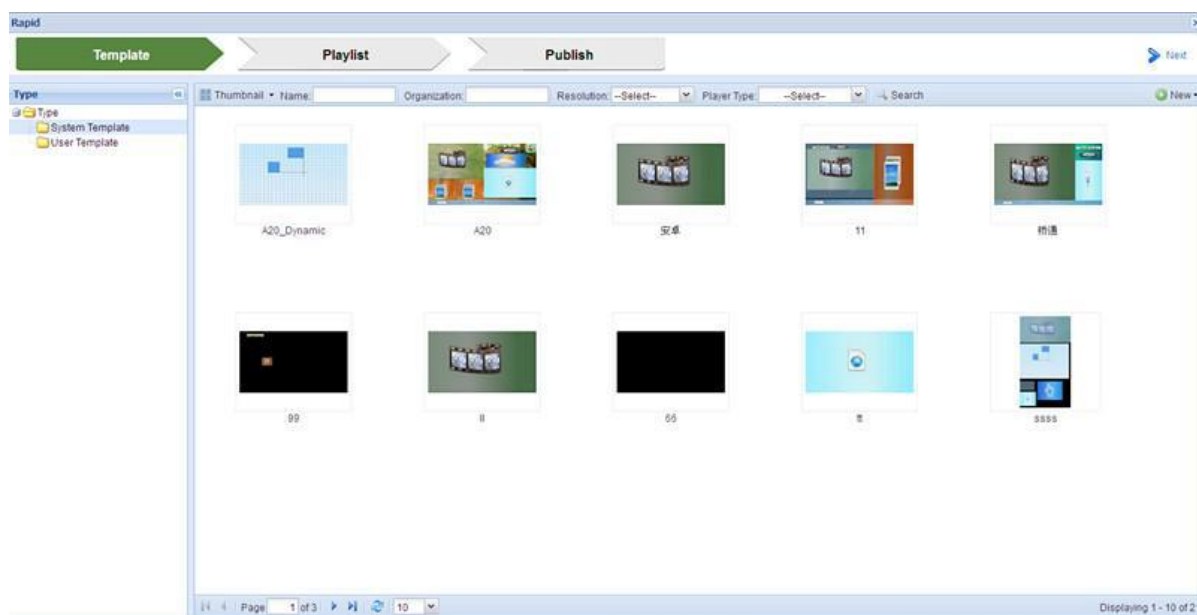 Rapid
Template
Playlist
Publish
Next
Type
Thumbnail
Name:
Organization:
Resolution: --Select--
Player Type: --Select--
Search
New
Type
System Template
User Template
A20_Dynamic
A20
安卓
11
桥通
99
ll
66
tt
ssss
Page 1 of 3
10
Displaying 1 - 10 of 2